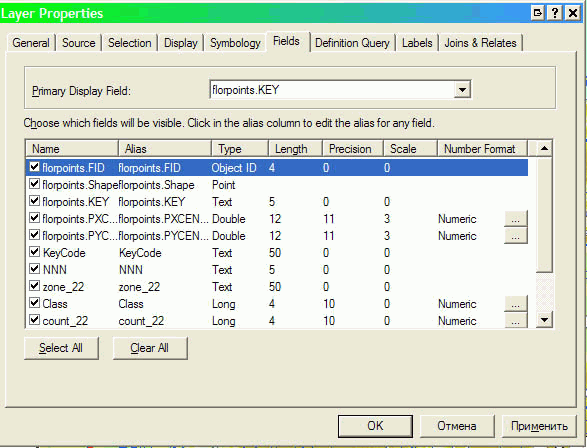 Layer Properties
General Source Selection Display Symbology Fields Definition Query Labels Joins & Relates
Primary Display Field: florpoints.KEY
Choose which fields will be visible. Click in the alias column to edit the alias for any field.
Name Alias Type Length Precision Scale Number Format
florpoints.FID florpoints.FID Object ID 4 0 0
florpoints.Shape florpoints.Shape Point
florpoints.KEY florpoints.KEY Text 5 0 0
florpoints.PXC... florpoints.PXCEN... Double 12 11 3 Numeric ...
florpoints.PYC... florpoints.PYCEN... Double 12 11 3 Numeric ...
KeyCode KeyCode Text 50 0 0
NNN NNN Text 5 0 0
zone_22 zone_22 Text 50 0 0
Class Class Long 4 10 0 Numeric ...
count_22 count_22 Long 4 10 0 Numeric ...
Select All Clear All
OK Отмена Применить